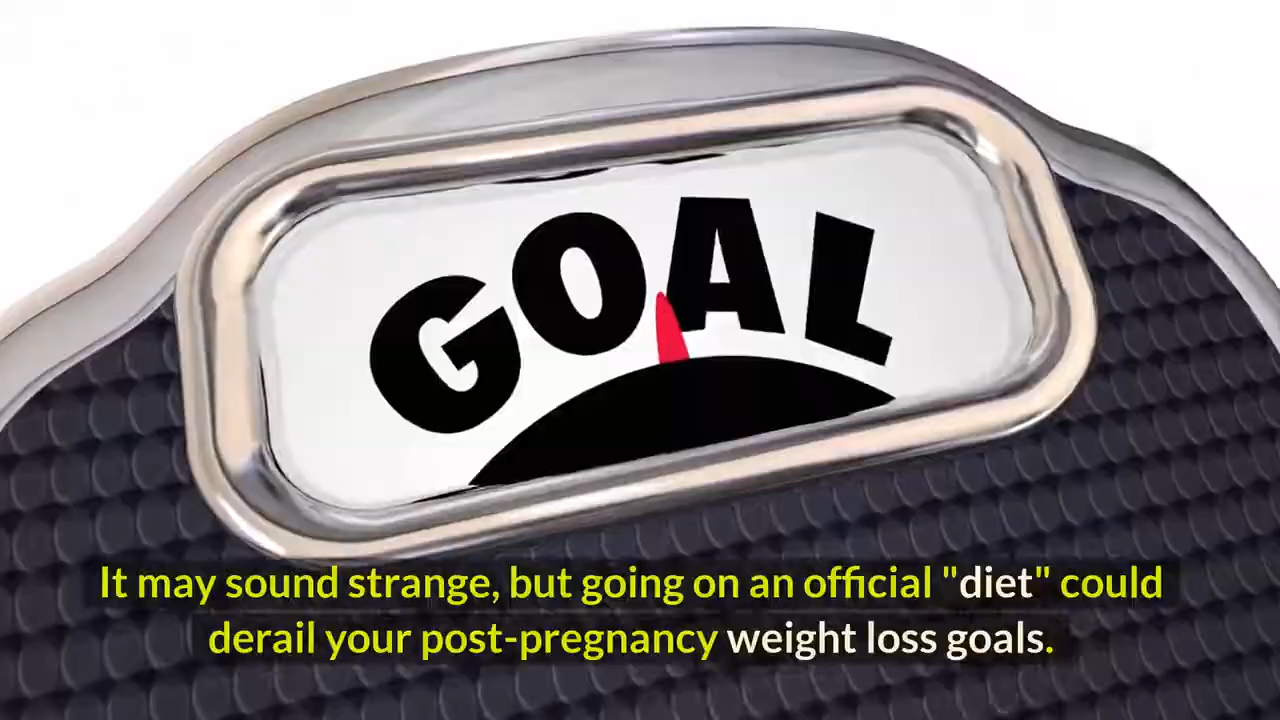 GOAL
It may sound strange, but going on an official "diet" could
derail your post-pregnancy weight loss goals.